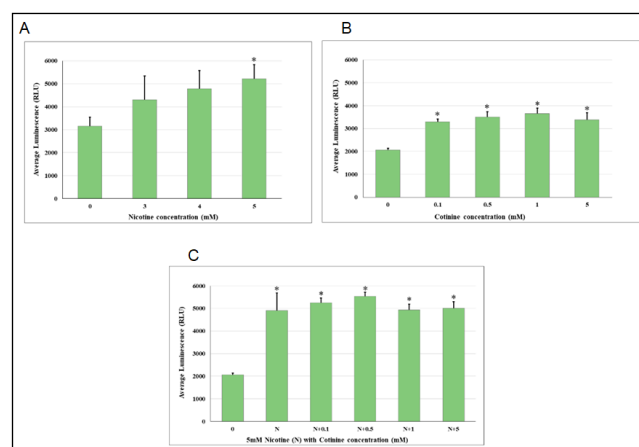 A
6000
5000
4000
3000
2000
1000
0
Average Luminescence (RLU)
*
0 3 4 5
Nicotine concentration (mM)
B
6000
5000
4000
3000
2000
1000
0
Average Luminescence (RLU)
* * * *
0 0.1 0.5 1 5
Cotinine concentration (mM)
C
6000
5000
4000
3000
2000
1000
0
Average Luminescence (RLU)
* * * * *
0 N N+0.1 N+0.5 N+1 N+5
5mM Nicotine (N) with Cotinine concentration (mM)